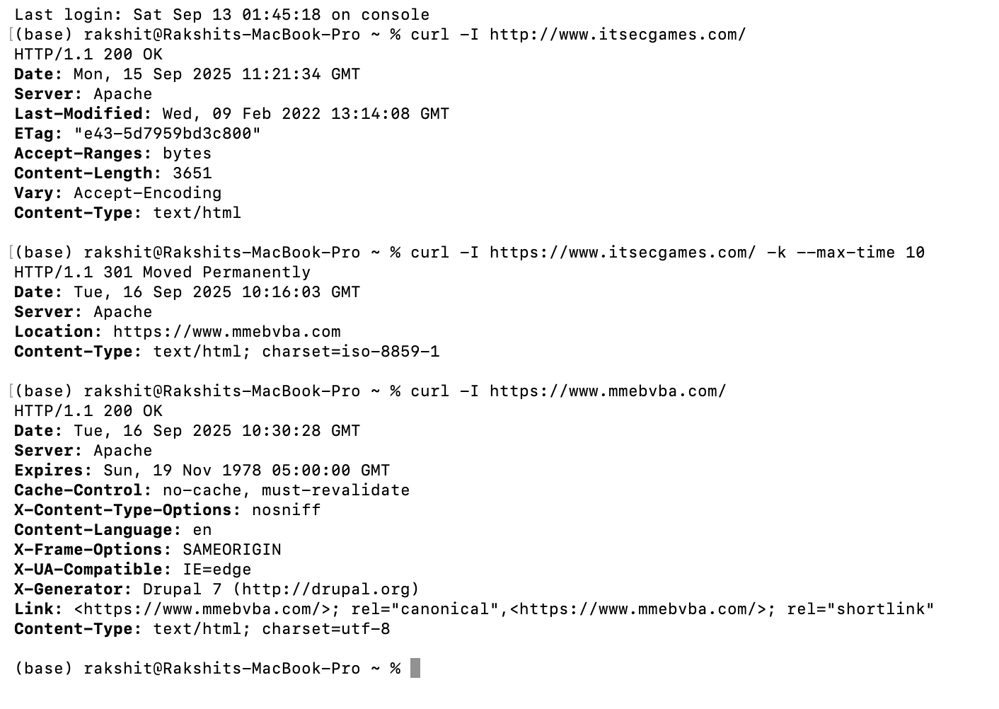 Last login: Sat Sep 13 01:45:18 on console
[(base) rakshit@Rakshits-MacBook-Pro ~ % curl -I http://www.itsecgames.com/
HTTP/1.1 200 OK
Date: Mon, 15 Sep 2025 11:21:34 GMT
Server: Apache
Last-Modified: Wed, 09 Feb 2022 13:14:08 GMT
ETag: "e43-5d7959bd3c800"
Accept-Ranges: bytes
Content-Length: 3651
Vary: Accept-Encoding
Content-Type: text/html
[(base) rakshit@Rakshits-MacBook-Pro ~ % curl -I https://www.itsecgames.com/ -k --max-time 10
HTTP/1.1 301 Moved Permanently
Date: Tue, 16 Sep 2025 10:16:03 GMT
Server: Apache
Location: https://www.mmebvba.com
Content-Type: text/html; charset=iso-8859-1
[(base) rakshit@Rakshits-MacBook-Pro ~ % curl -I https://www.mmebvba.com/
HTTP/1.1 200 OK
Date: Tue, 16 Sep 2025 10:30:28 GMT
Server: Apache
Expires: Sun, 19 Nov 1978 05:00:00 GMT
Cache-Control: no-cache, must-revalidate
X-Content-Type-Options: nosniff
Content-Language: en
X-Frame-Options: SAMEORIGIN
X-UA-Compatible: IE=edge
X-Generator: Drupal 7 (http://drupal.org)
Link: <https://www.mmebvba.com/>; rel="canonical",<https://www.mmebvba.com/>; rel="shortlink"
Content-Type: text/html; charset=utf-8
(base) rakshit@Rakshits-MacBook-Pro ~ %